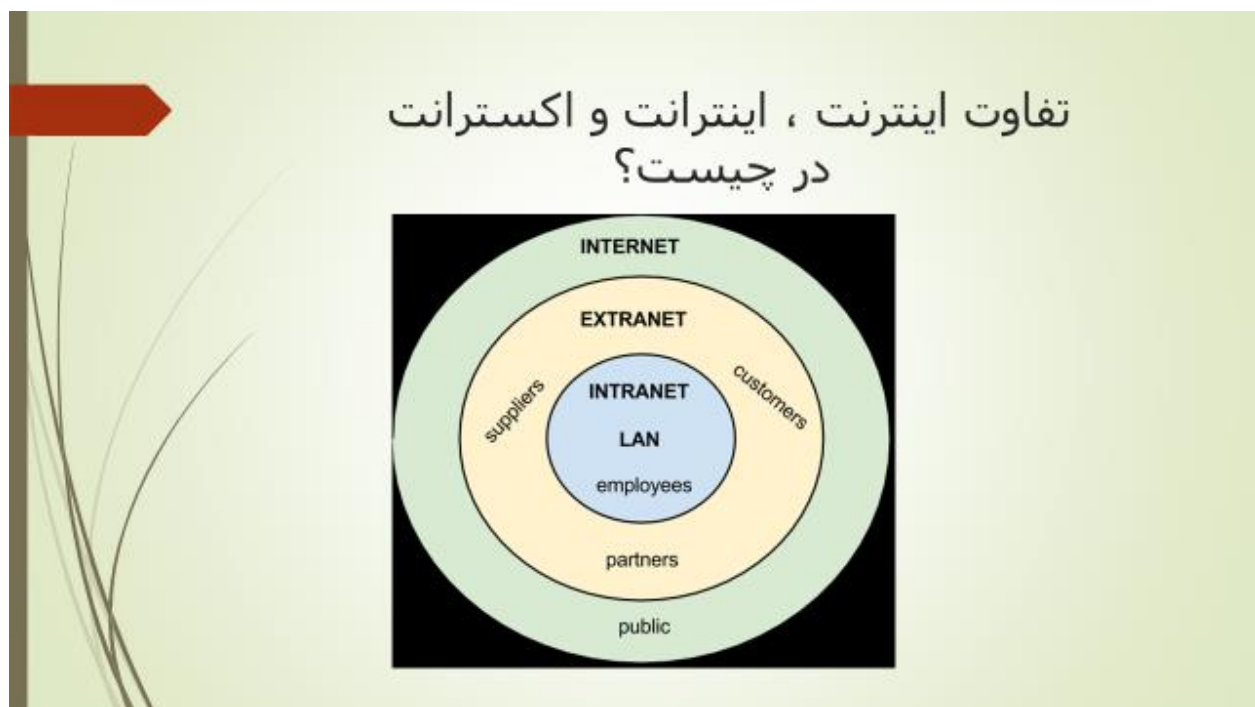 تفاوت اینترنت ، اینترانت و اکسترانت
در چیست؟
INTERNET
EXTRANET
suppliers
customers
INTRANET
LAN
employees
partners
public